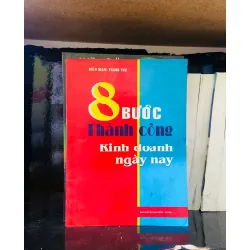 8 BƯỚC
Thành công
Kinh doanh
ngày nay